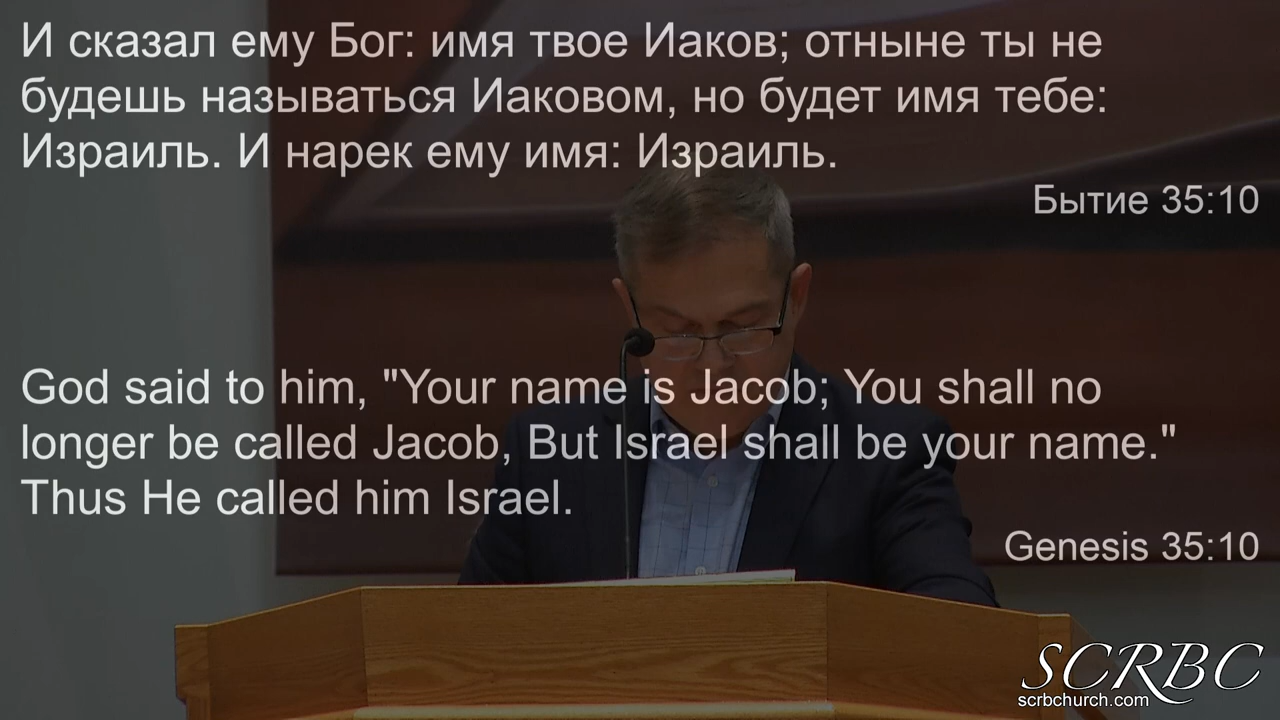 И сказал ему Бог: имя твое Иаков; отныне ты не
будешь называться Иаковом, но будет имя тебе:
Израиль. И нарек ему имя: Израиль.
Бытие 35:10
God said to him, "Your name is Jacob; You shall no
longer be called Jacob, But Israel shall be your name."
Thus He called him Israel.
Genesis 35:10
SCRBC
scrbchurch.com